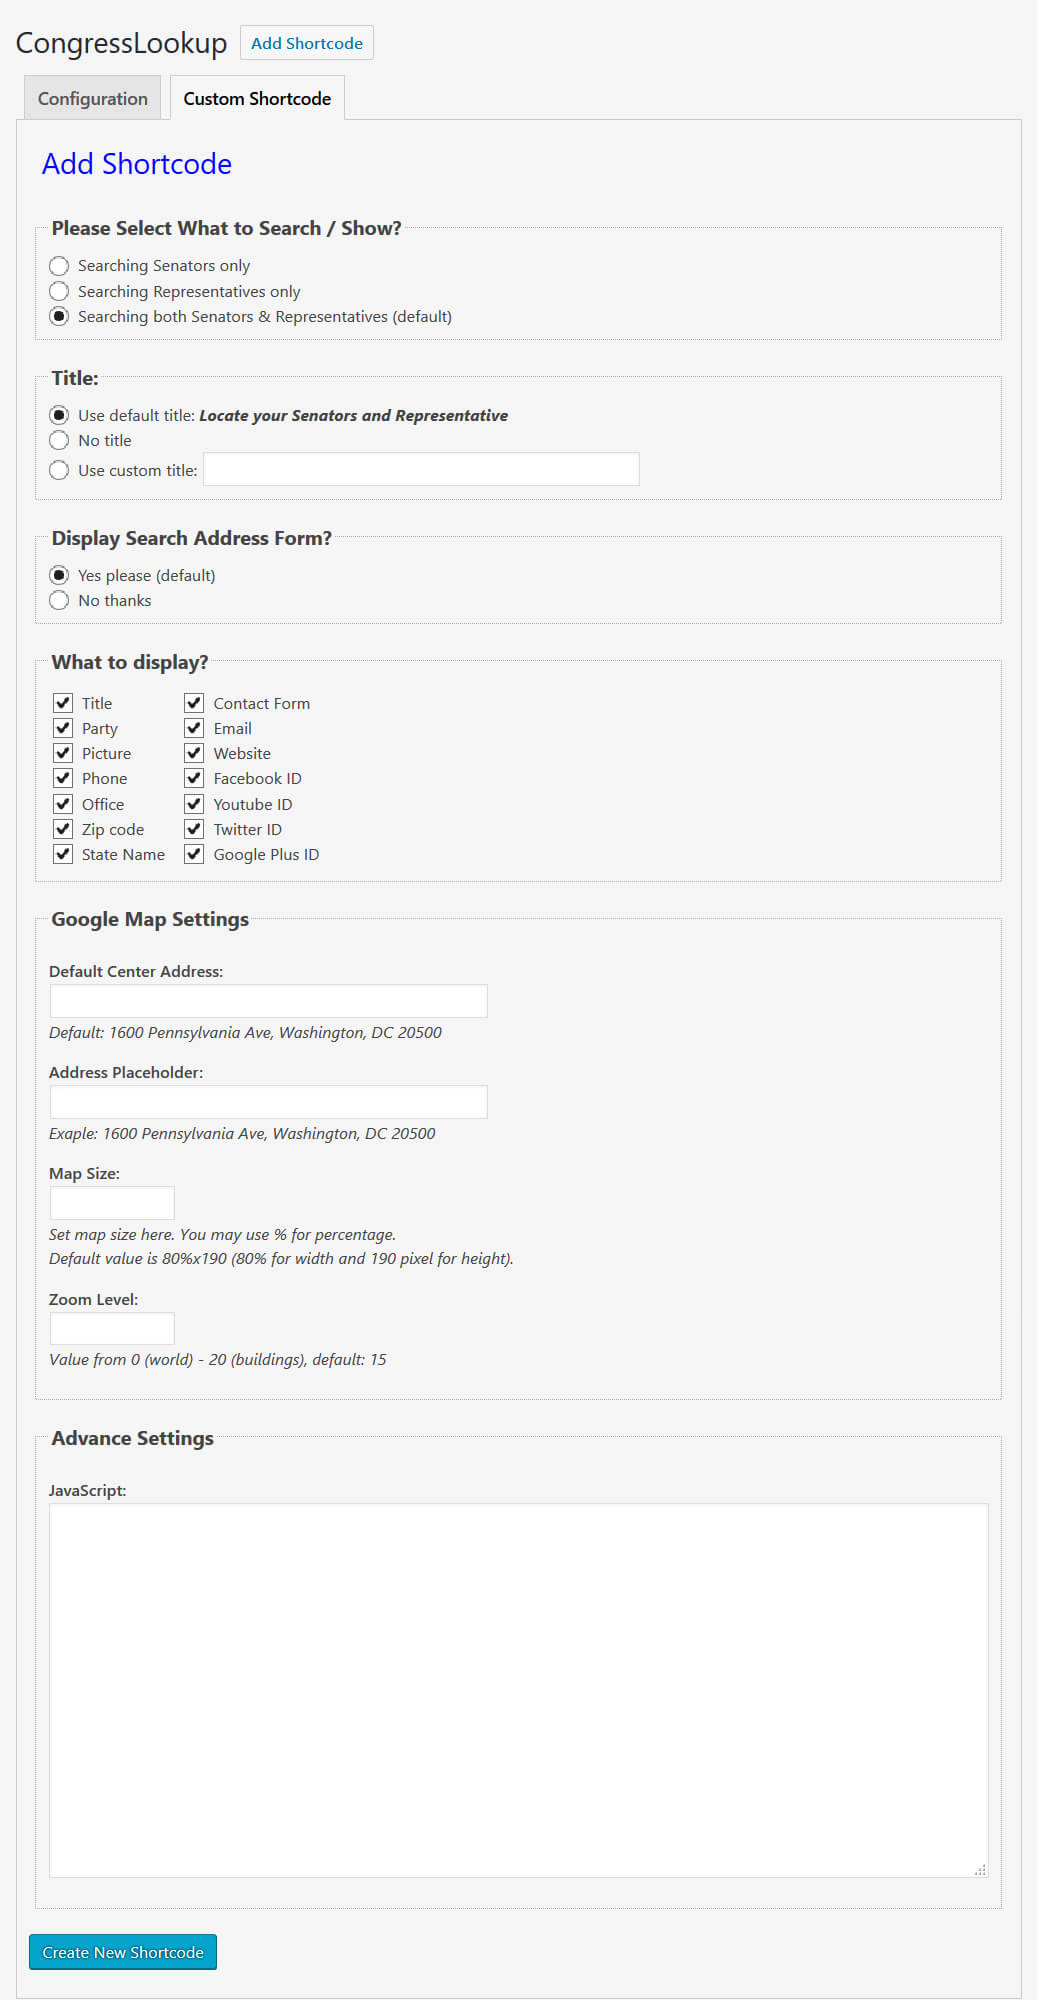 CongressLookup Add Shortcode
Configuration Custom Shortcode
Add Shortcode
Please Select What to Search / Show?
Searching Senators only
Searching Representatives only
Searching both Senators & Representatives (default)
Title:
Use default title: Locate your Senators and Representative
No title
Use custom title:
Display Search Address Form?
Yes please (default)
No thanks
What to display?
Title Contact Form
Party Email
Picture Website
Phone Facebook ID
Office Youtube ID
Zip code Twitter ID
State Name Google Plus ID
Google Map Settings
Default Center Address:
Default: 1600 Pennsylvania Ave, Washington, DC 20500
Address Placeholder:
Exaple: 1600 Pennsylvania Ave, Washington, DC 20500
Map Size:
Set map size here. You may use % for percentage.
Default value is 80%x190 (80% for width and 190 pixel for height).
Zoom Level:
Value from 0 (world) - 20 (buildings), default: 15
Advance Settings
JavaScript:
Create New Shortcode